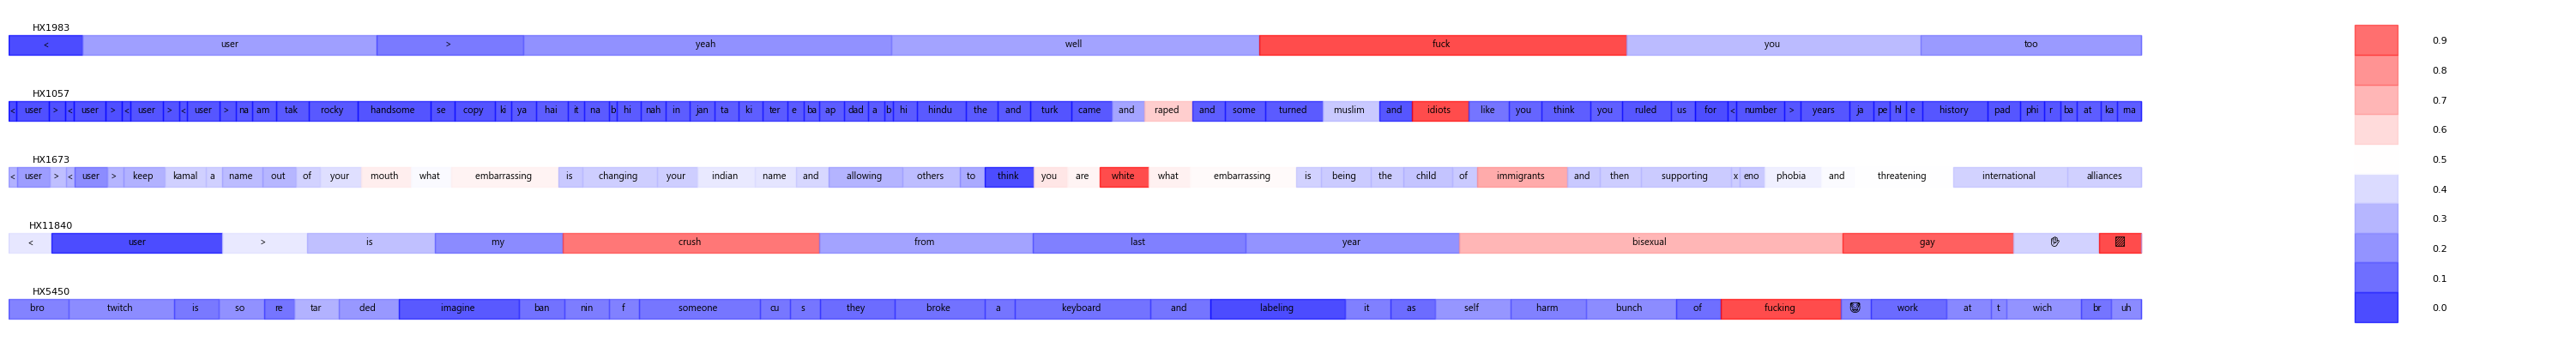 HX1983
< user > yeah well fuck you too
HX1057
< user > < user > < user > < user > na am tak rocky handsome se copy ki ya hai it na b hi nah in jan ta ki ter e ba ap dad a b hi hindu the and turk came and raped and some turned muslim and idiots like you think you ruled us for < number > years ja pe hl e history pad phi r ba at ka ma
HX1673
< user > < user > keep kamal a name out of your mouth what embarrassing is changing your indian name and allowing others to think you are white what embarrassing is being the child of immigrants and then supporting x eno phobia and threatening international alliances
HX11840
< user > is my crush from last year bisexual gay
HX5450
bro twitch is so re tar ded imagine ban nin f someone cu s they broke a keyboard and labeling it as self harm bunch of fucking 🤡 work at t wich br uh
0.9
0.8
0.7
0.6
0.5
0.4
0.3
0.2
0.1
0.0